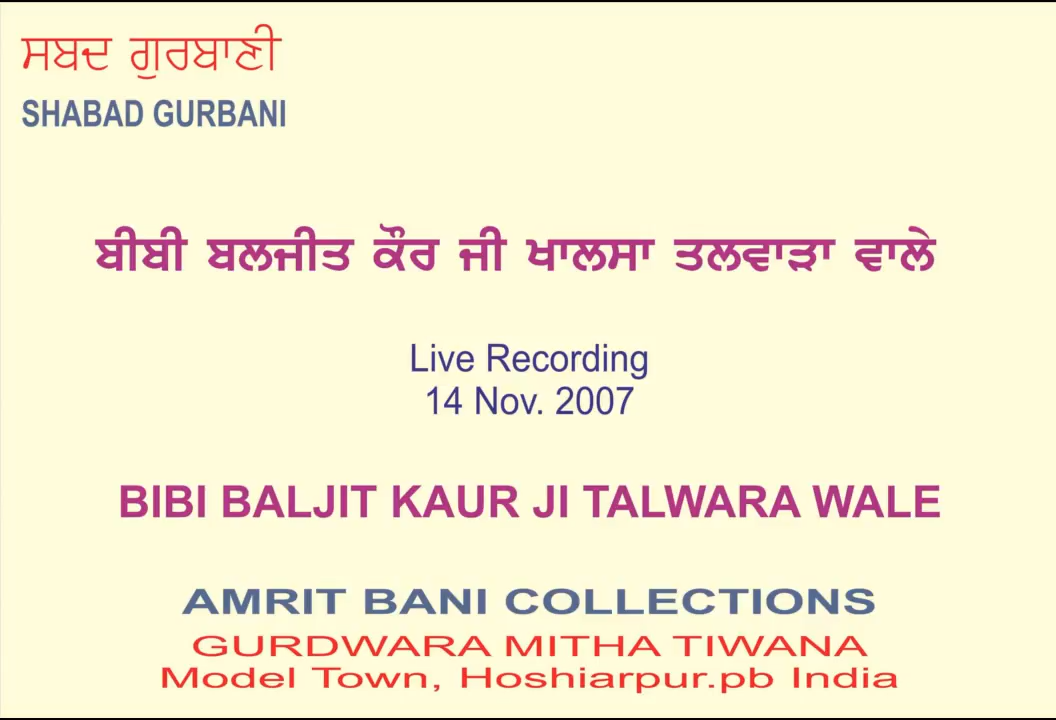 ਸਬਦ ਗੁਰਬਾਣੀ
SHABAD GURBANI
ਬੀਬੀ ਬਲਜੀਤ ਕੌਰ ਜੀ ਖਾਲਸਾ ਤਲਵਾੜਾ ਵਾਲੇ
Live Recording
14 Nov. 2007
BIBI BALJIT KAUR JI TALWARA WALE
AMRIT BANI COLLECTIONS
GURDWARA MITHA TIWANA
Model Town, Hoshiarpur.pb India